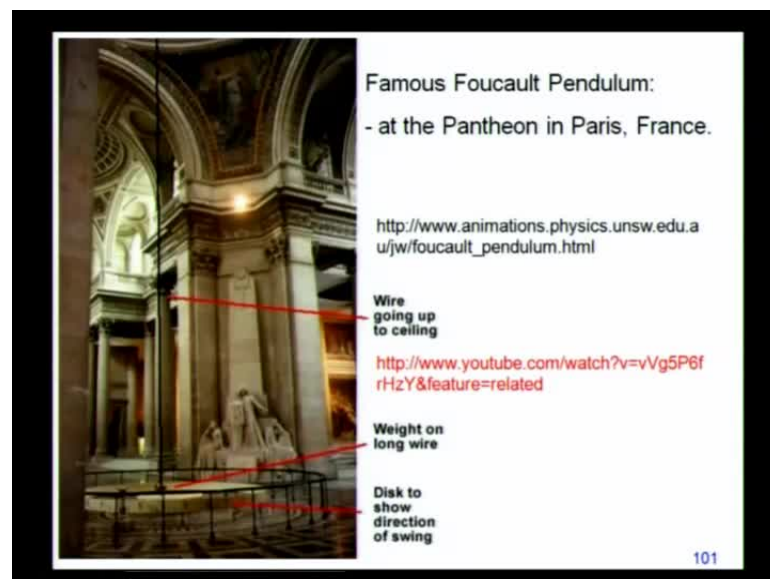 Famous Foucault Pendulum:
- at the Pantheon in Paris, France.
http://www.animations.physics.unsw.edu.a
u/jw/foucault_pendulum.html
Wire
going up
to ceiling
http://www.youtube.com/watch?v=vVg5P6f
rHzY&feature=related
Weight on
long wire
Disk to
show
direction
of swing
101